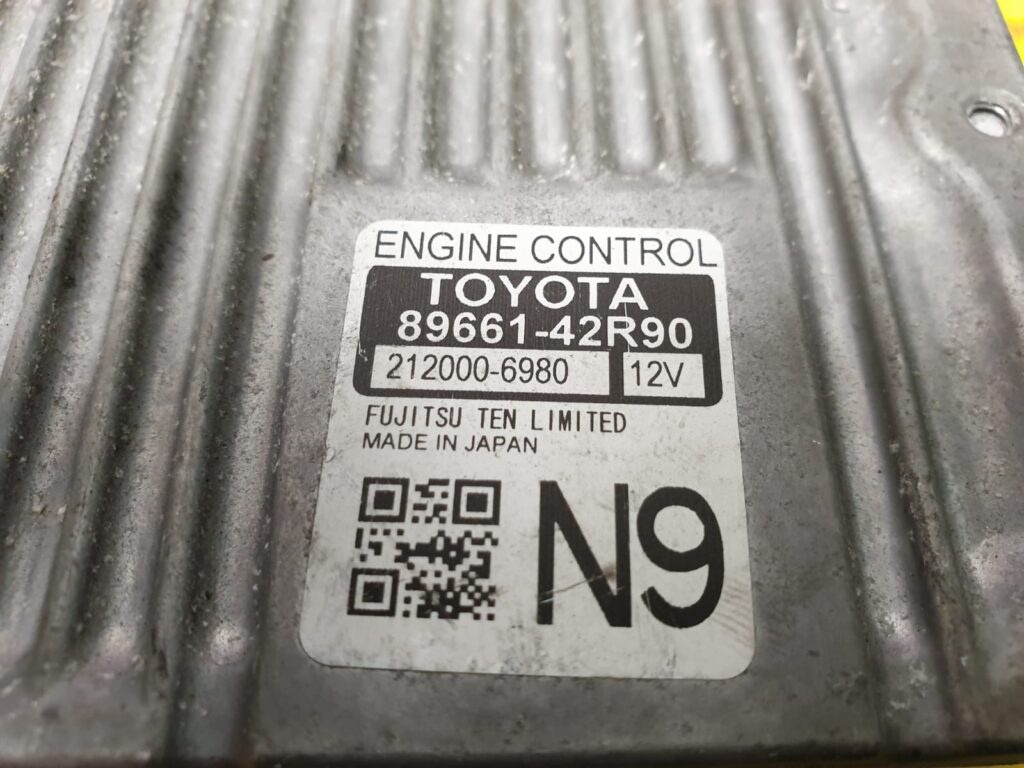 ENGINE CONTROL
TOYOTA
89661-42R90
212000-6980 12V
FUJITSU TEN LIMITED
MADE IN JAPAN
N9